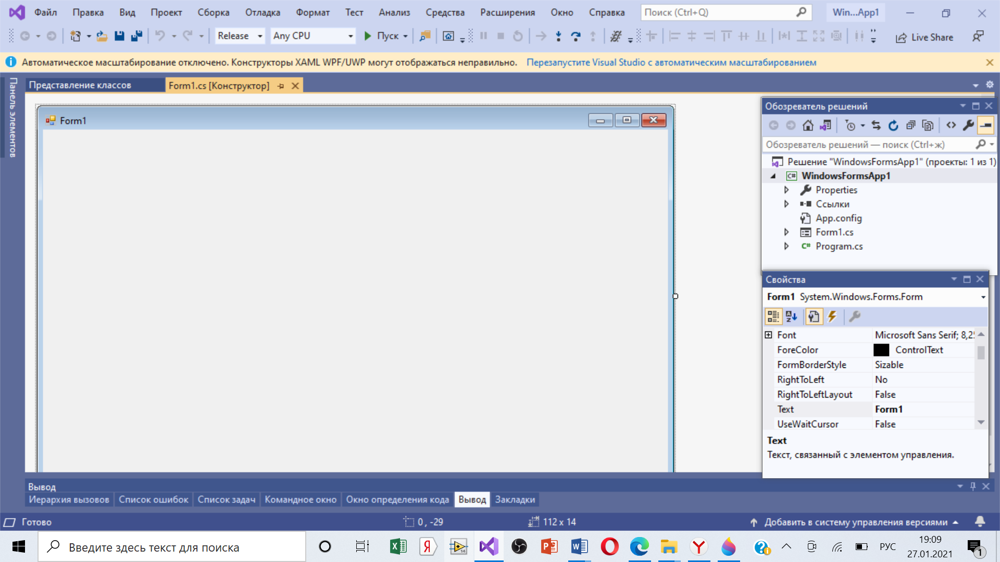 Файл Правка Вид Проект Сборка Отладка Формат Тест Анализ Средства Расширения Окно Справка Поиск (Ctrl+Q) Win...App1
Release Any CPU Пуск Live Share
Автоматическое масштабирование отключено. Конструкторы XAML WPF/UWP могут отображаться неправильно. Перезапустите Visual Studio с автоматическим масштабированием
Панель элементов
Представление классов Form1.cs [Конструктор]
Form1
Обозреватель решений
Обозреватель решений — поиск (Ctrl+ж)
Решение "WindowsFormsApp1" (проекты: 1 из 1)
C# WindowsFormsApp1
Properties
Ссылки
App.config
Form1.cs
C# Program.cs
Свойства
Form1 System.Windows.Forms.Form
Font Microsoft Sans Serif; 8,25
ForeColor ControlText
FormBorderStyle Sizable
RightToLeft No
RightToLeftLayout False
Text Form1
UseWaitCursor False
Text
Текст, связанный с элементом управления.
Вывод
Иерархия вызовов Список ошибок Список задач Командное окно Окно определения кода Вывод Закладки
Готово 0 , -29 112 x 14 Добавить в систему управления версиями
Введите здесь текст для поиска РУС 19:09
27.01.2021 1